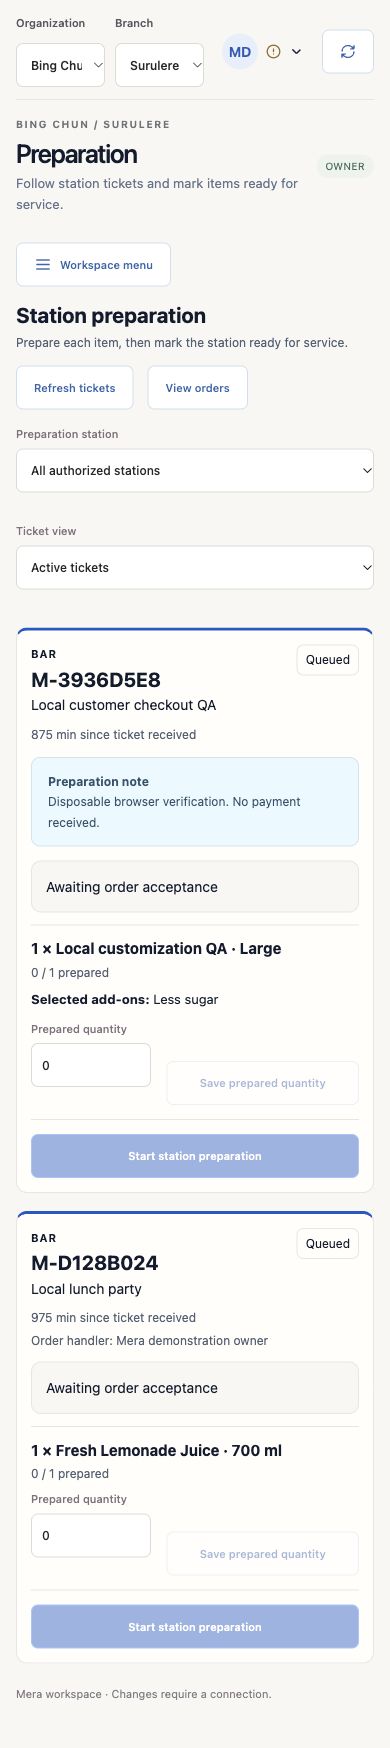 Organization
Branch
Bing Chu
Surulere
MD
BING CHUN / SURULERE
Preparation
Follow station tickets and mark items ready for
service.
OWNER
Workspace menu
Station preparation
Prepare each item, then mark the station ready for service.
Refresh tickets
View orders
Preparation station
All authorized stations
Ticket view
Active tickets
BAR
Queued
M-3936D5E8
Local customer checkout QA
875 min since ticket received
Preparation note
Disposable browser verification. No payment
received.
Awaiting order acceptance
1 × Local customization QA · Large
0 / 1 prepared
Selected add-ons: Less sugar
Prepared quantity
0
Save prepared quantity
Start station preparation
BAR
Queued
M-D128B024
Local lunch party
975 min since ticket received
Order handler: Mera demonstration owner
Awaiting order acceptance
1 × Fresh Lemonade Juice · 700 ml
0 / 1 prepared
Prepared quantity
0
Save prepared quantity
Start station preparation
Mera workspace · Changes require a connection.